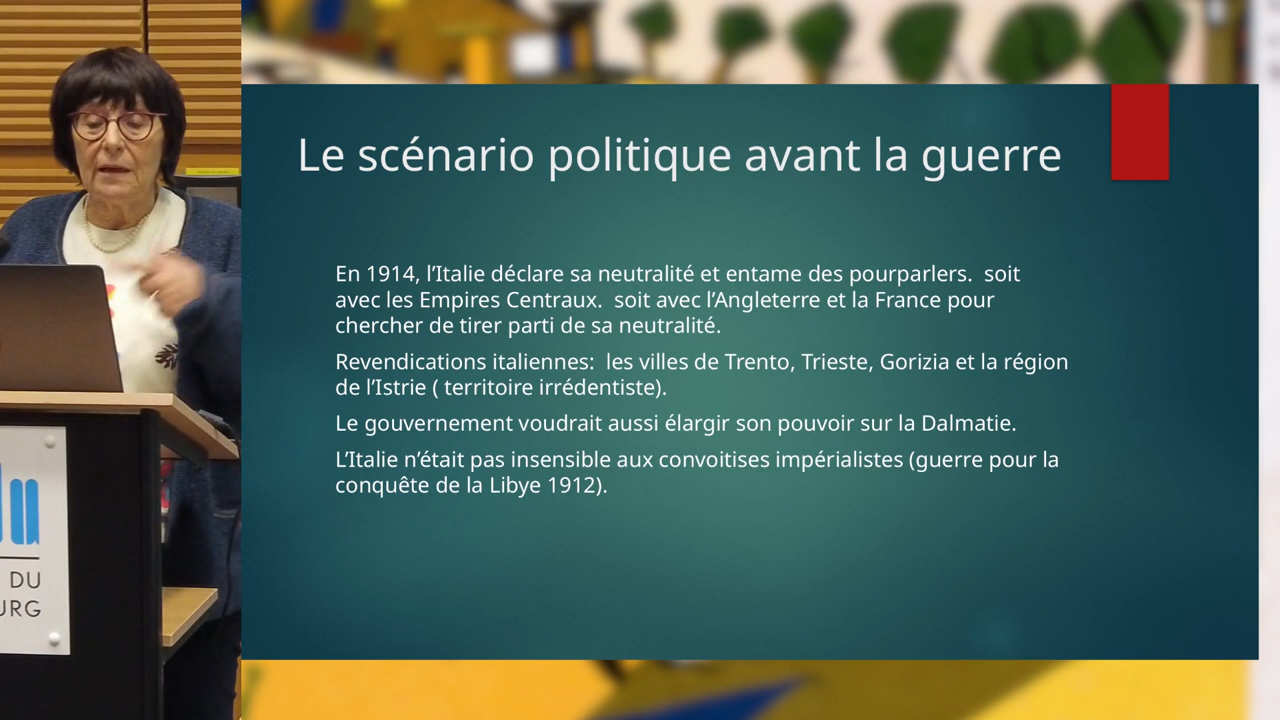 Le scénario politique avant la guerre
En 1914, l’Italie déclare sa neutralité et entame des pourparlers.  soit
avec les Empires Centraux.  soit avec l’Angleterre et la France pour
chercher de tirer parti de sa neutralité.
Revendications italiennes:  les villes de Trento, Trieste, Gorizia et la région
de l’Istrie ( territoire irrédentiste).
Le gouvernement voudrait aussi élargir son pouvoir sur la Dalmatie.
L’Italie n’était pas insensible aux convoitises impérialistes (guerre pour la
conquête de la Libye 1912).
DU
URG